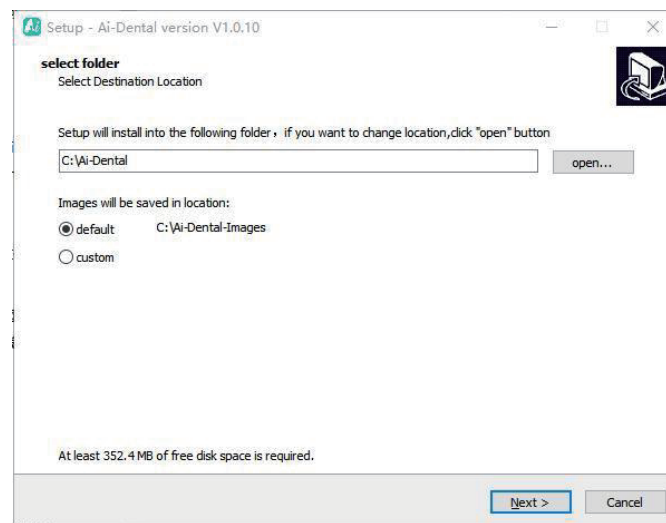 Ai Setup - Ai-Dental version V1.0.10
select folder
Select Destination Location
Setup will install into the following folder，if you want to change location,click "open" button
C:\Ai-Dental open...
Images will be saved in location:
default C:\Ai-Dental-Images
custom
At least 352.4 MB of free disk space is required.
Next > Cancel